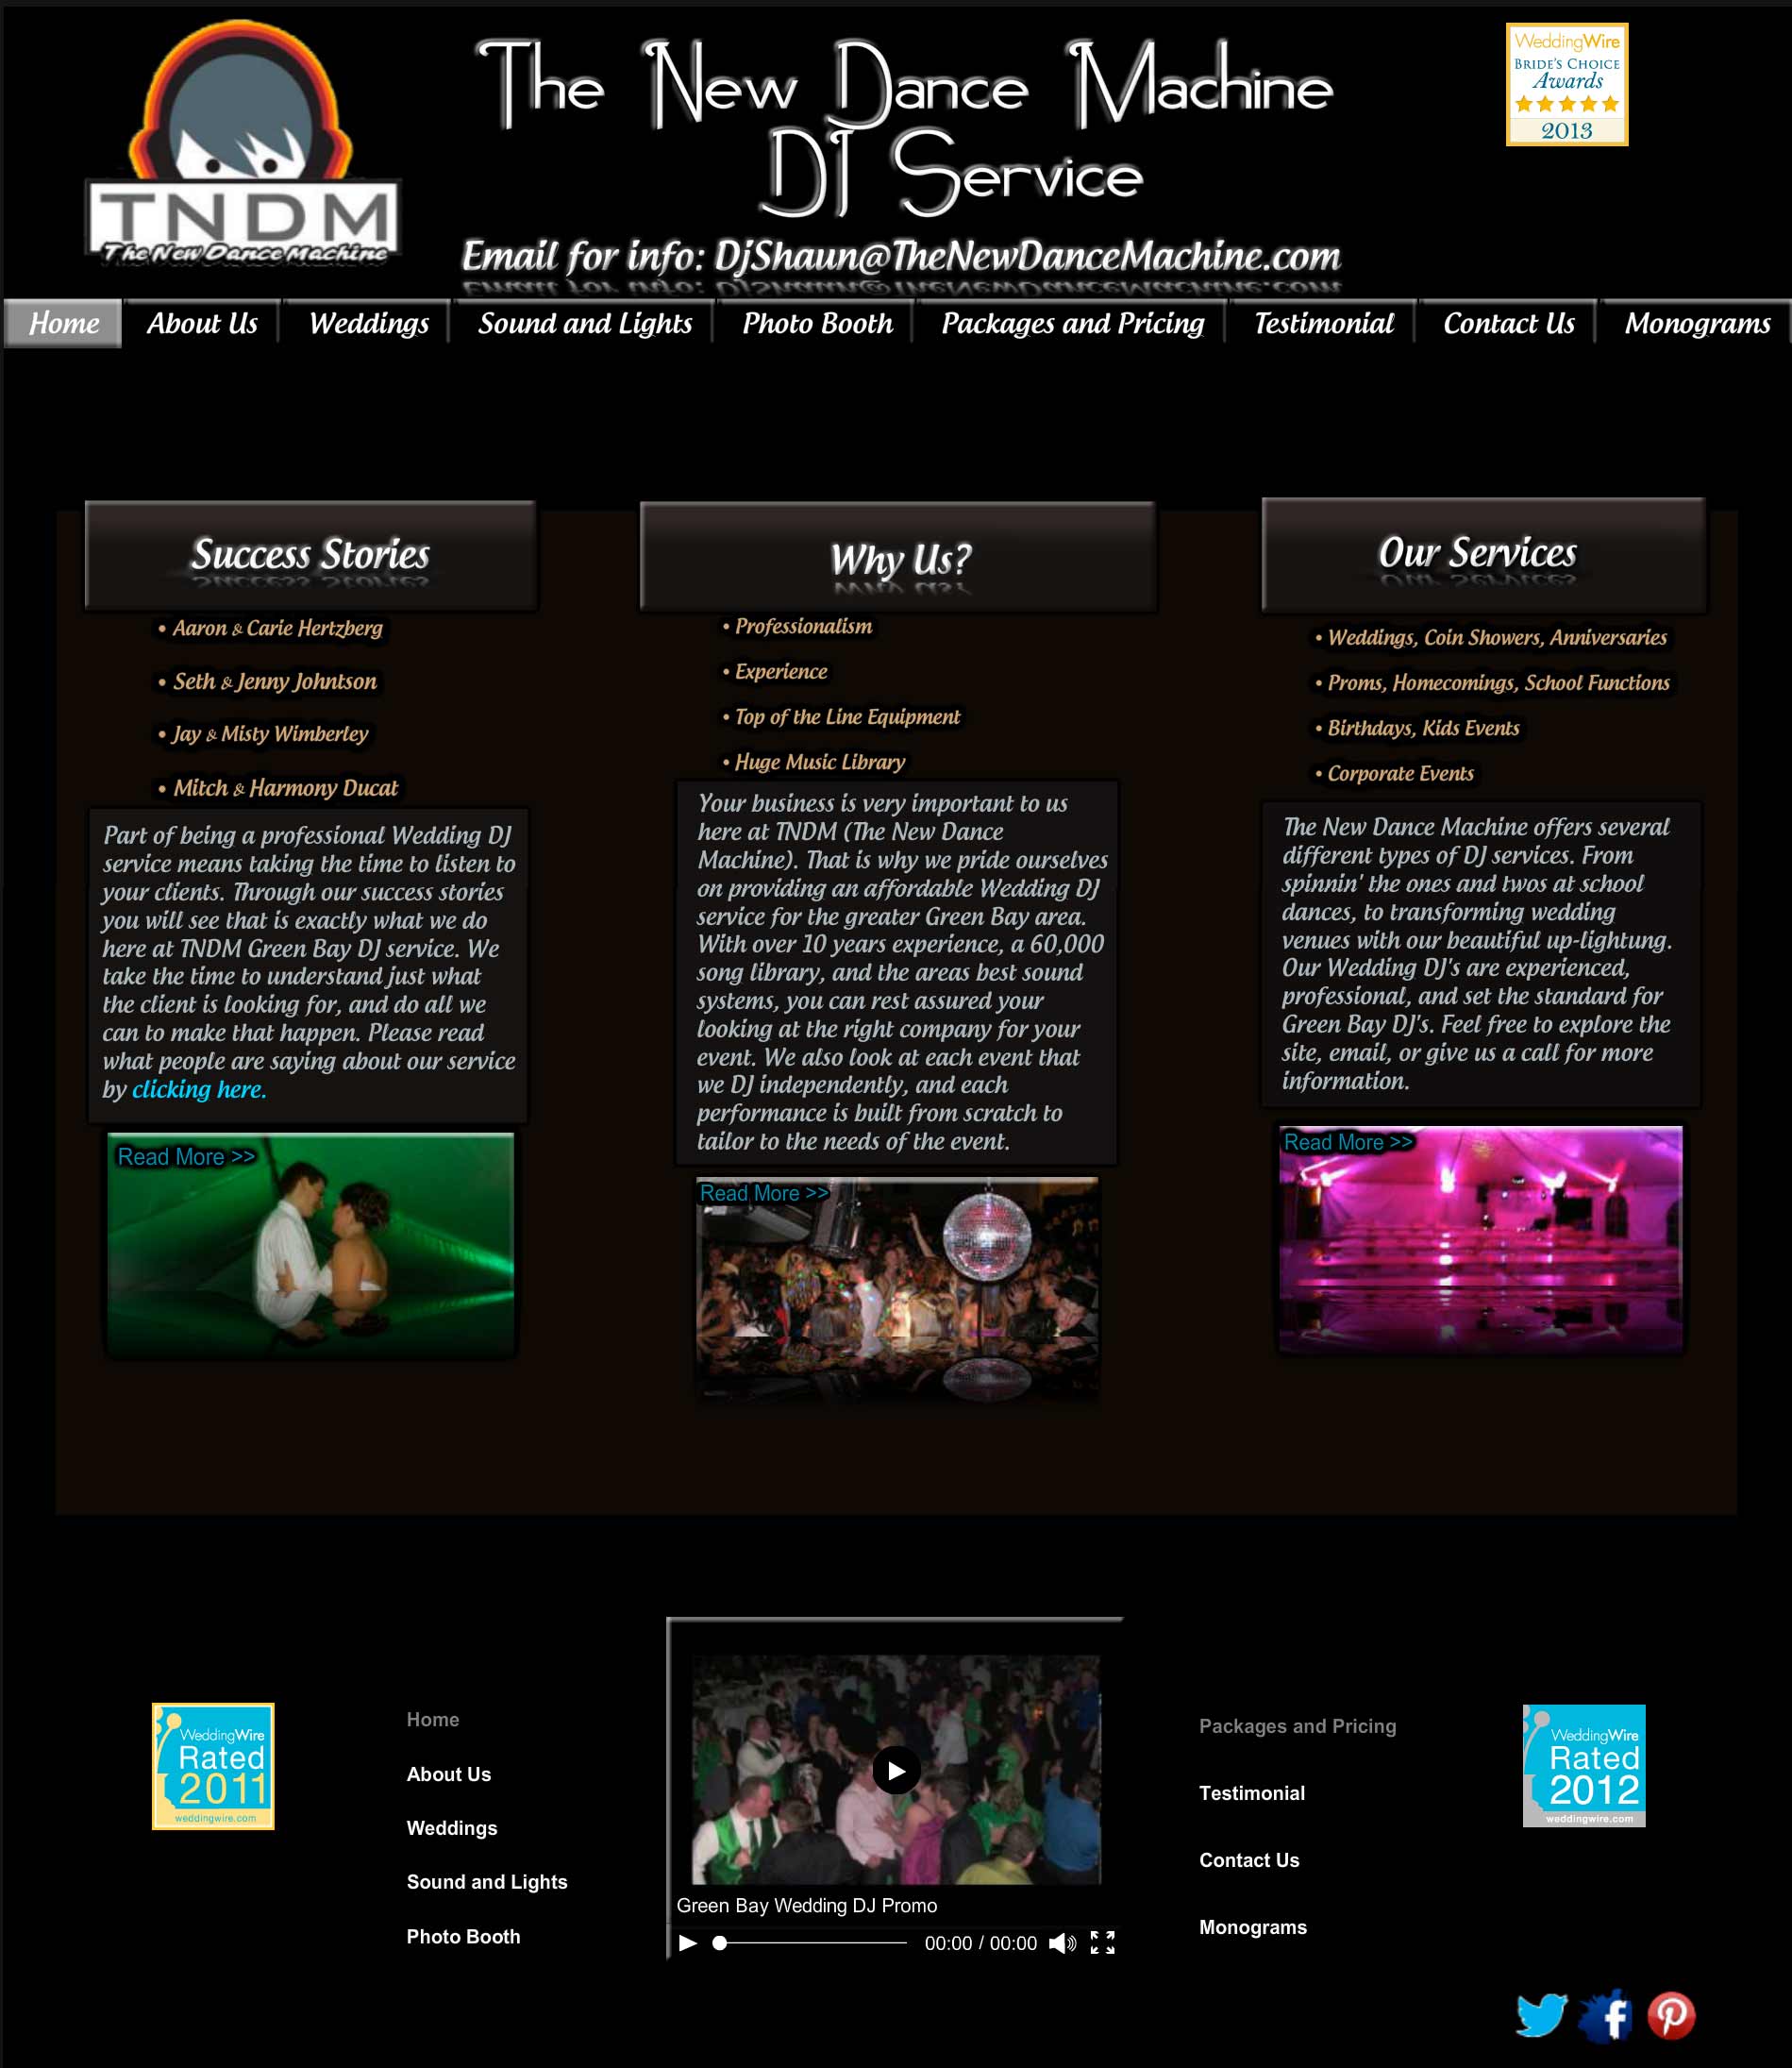 The New Dance Machine
DJ Service
TNDM
The New Dance Machine
Email for info: DjShaun@TheNewDanceMachine.com
WeddingWire
BRIDE'S CHOICE
Awards
2013
Home
About Us
Weddings
Sound and Lights
Photo Booth
Packages and Pricing
Testimonial
Contact Us
Monograms
Success Stories
• Aaron & Carie Hertzberg
• Seth & Jenny Johntson
• Jay & Misty Wimberley
• Mitch & Harmony Ducat
Part of being a professional Wedding DJ
service means taking the time to listen to
your clients. Through our success stories
you will see that is exactly what we do
here at TNDM Green Bay DJ service. We
take the time to understand just what
the client is looking for, and do all we
can to make that happen. Please read
what people are saying about our service
by clicking here.
Read More >>
Why Us?
• Professionalism
• Experience
• Top of the Line Equipment
• Huge Music Library
Your business is very important to us
here at TNDM (The New Dance
Machine). That is why we pride ourselves
on providing an affordable Wedding DJ
service for the greater Green Bay area.
With over 10 years experience, a 60,000
song library, and the areas best sound
systems, you can rest assured your
looking at the right company for your
event. We also look at each event that
we DJ independently, and each
performance is built from scratch to
tailor to the needs of the event.
Read More >>
Our Services
• Weddings, Coin Showers, Anniversaries
• Proms, Homecomings, School Functions
• Birthdays, Kids Events
• Corporate Events
The New Dance Machine offers several
different types of DJ services. From
spinnin' the ones and twos at school
dances, to transforming wedding
venues with our beautiful up-lightung.
Our Wedding DJ's are experienced,
professional, and set the standard for
Green Bay DJ's. Feel free to explore the
site, email, or give us a call for more
information.
Read More >>
WeddingWire
Rated
2011
weddingwire.com
Home
About Us
Weddings
Sound and Lights
Photo Booth
Green Bay Wedding DJ Promo
00:00 / 00:00
Packages and Pricing
Testimonial
Contact Us
Monograms
WeddingWire
Rated
2012
weddingwire.com